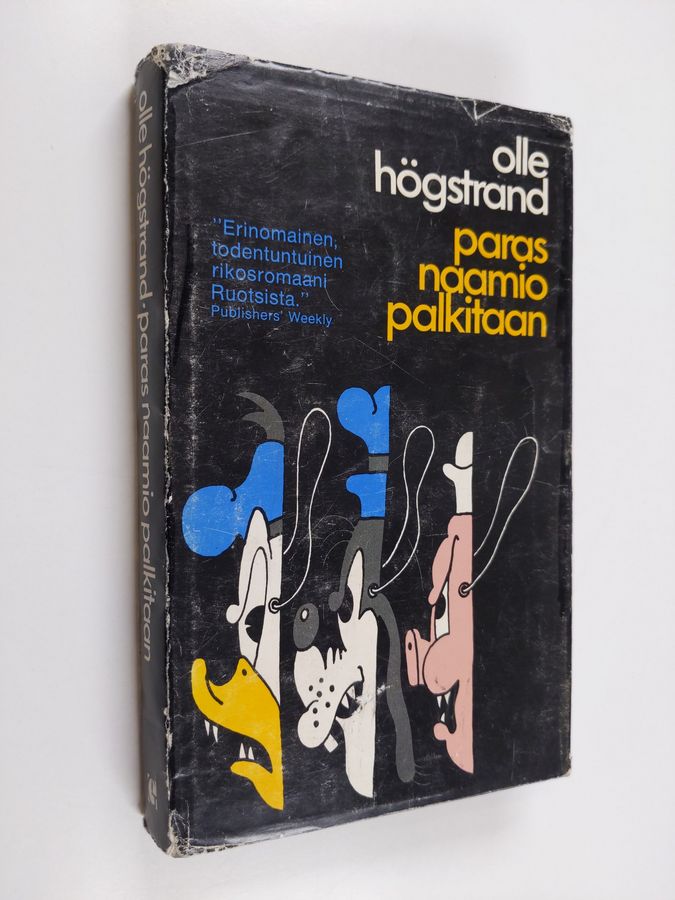 olle
högstrand
paras
naamio
palkitaan
"Erinomainen,
todentuntuinen
rikosromaani
Ruotsista."
Publishers' Weekly
olle högstrand · paras naamio palkitaan